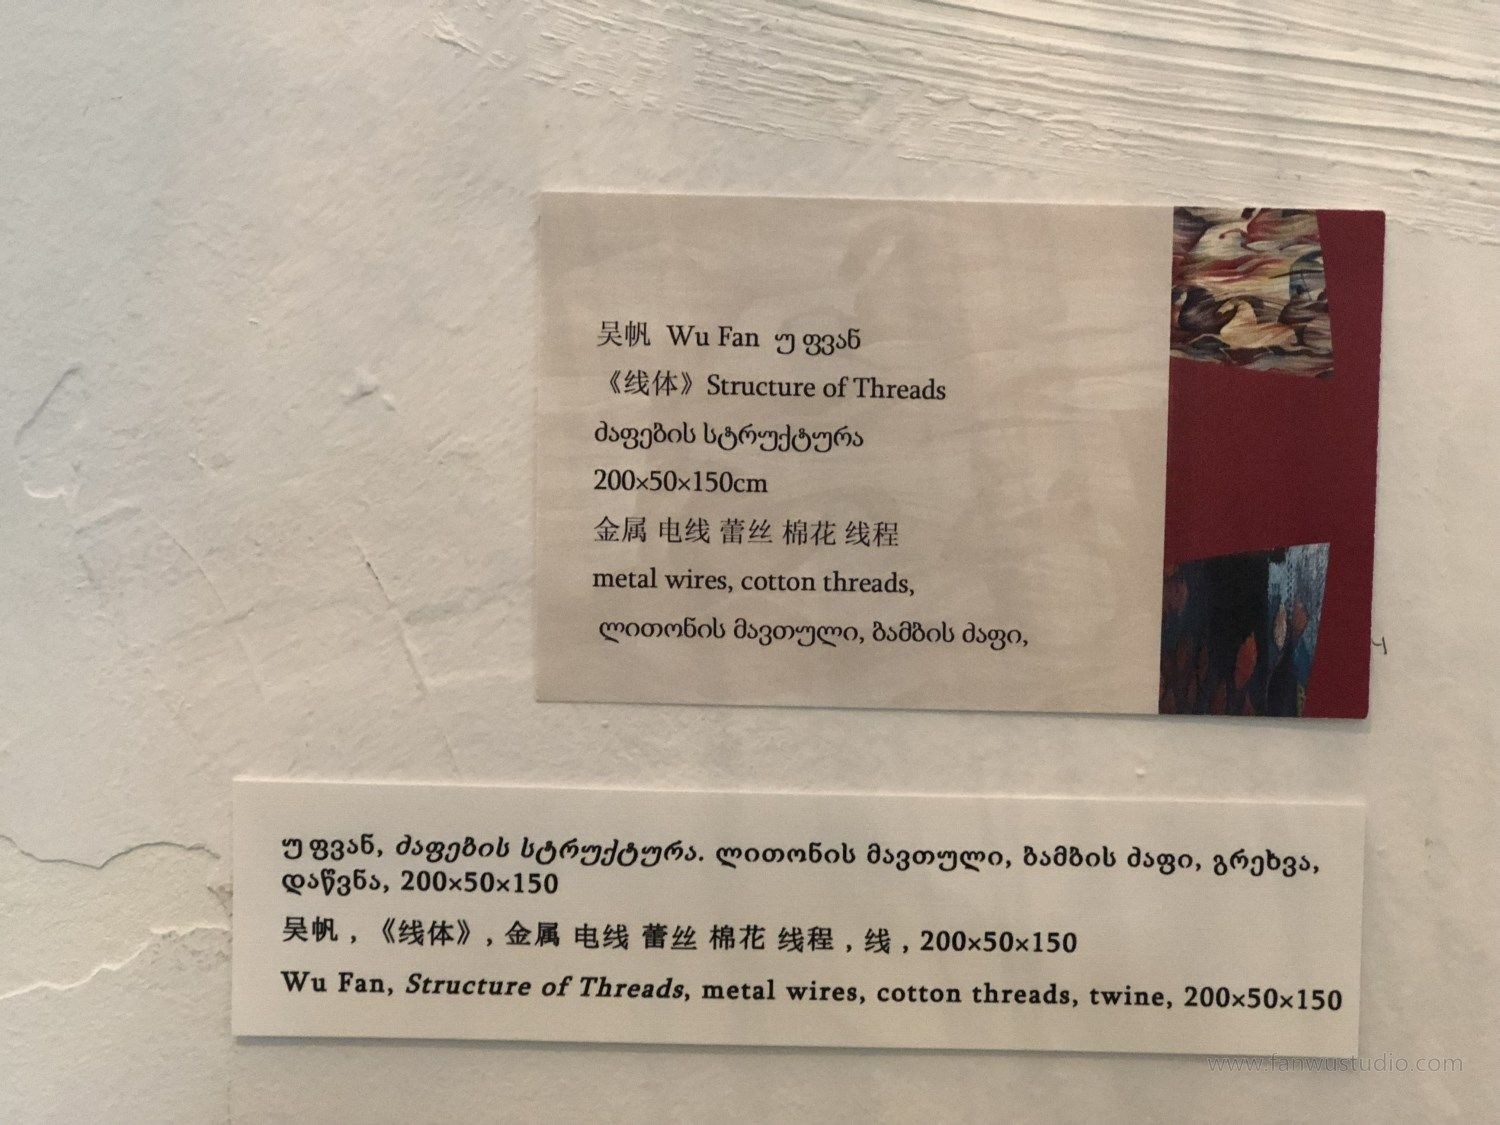 吴帆 Wu Fan უ ფვან
《线体》Structure of Threads
ძაფების სტრუქტურა
200×50×150cm
金属 电线 蕾丝 棉花 线程
metal wires, cotton threads,
ლითონის მავთული, ბამბის ძაფი,
უ ფვან, ძაფების სტრუქტურა. ლითონის მავთული, ბამბის ძაფი, გრეხვა,
დაწვნა, 200×50×150
吴帆 , 《线体》, 金属 电线 蕾丝 棉花 线程 , 线 , 200×50×150
Wu Fan, Structure of Threads, metal wires, cotton threads, twine, 200×50×150
www.fanwustudio.com